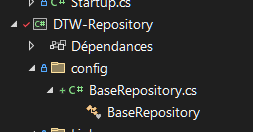 Startup.cs
DTW-Repository
Dépendances
config
BaseRepository.cs
BaseRepository